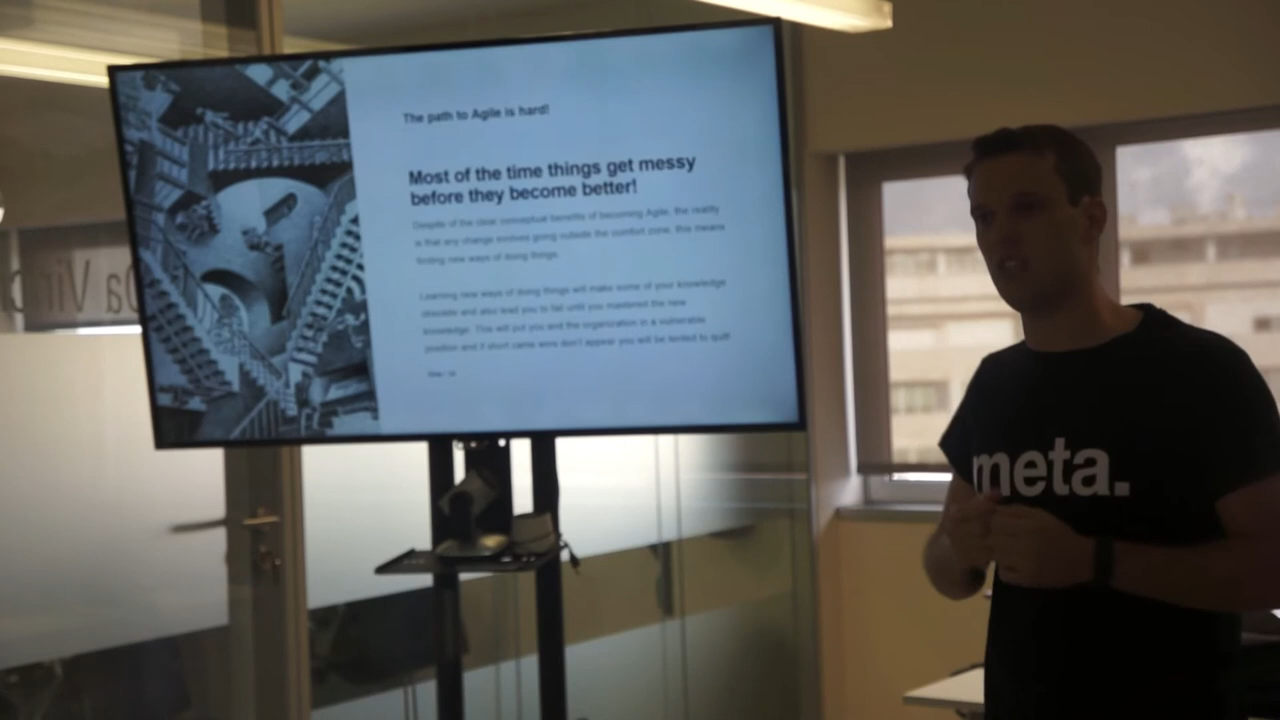 The path to Agile is hard!
Most of the time things get messy
before they become better!
Despite of the clear conceptual benefits of becoming Agile, the reality
is that any change involves going outside the comfort zone, this means
finding new ways of doing things.
Learning new ways of doing things will make some of your knowledge
obsolete and also lead you to fail until you mastered the new
knowledge. This will put you and the organization in a vulnerable
position and if short came wins don't appear you will be tented to quit!
Da Vin
meta.